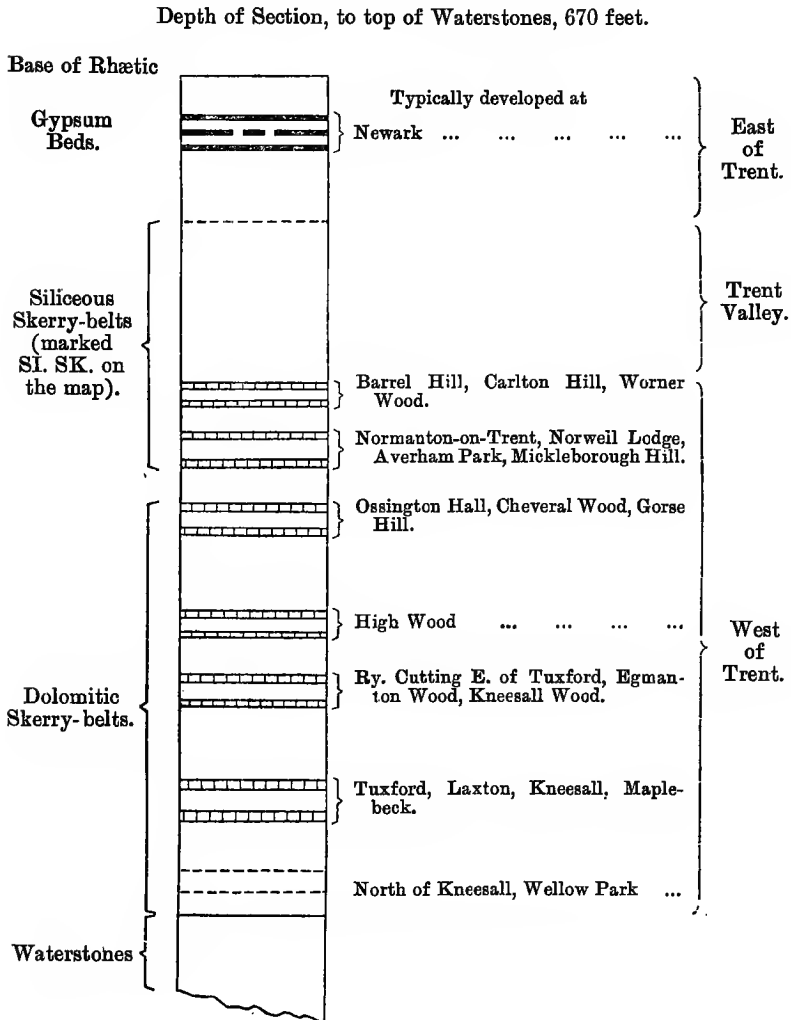 Depth of Section, to top of Waterstones, 670 feet.
Base of Rhætic
Typically developed at
Gypsum
Beds.
Newark ... ... ... ... ...
East
of
Trent.
Siliceous
Skerry-belts
(marked
SI. SK. on
the map).
Trent
Valley.
Barrel Hill, Carlton Hill, Worner
Wood.
Normanton-on-Trent, Norwell Lodge,
Averham Park, Mickleborough Hill.
Ossington Hall, Cheveral Wood, Gorse
Hill.
High Wood ... ... ... ...
West
of
Trent.
Dolomitic
Skerry-belts.
Ry. Cutting E. of Tuxford, Egman-
ton Wood, Kneesall Wood.
Tuxford, Laxton, Kneesall, Maple-
beck.
North of Kneesall, Wellow Park ...
Waterstones